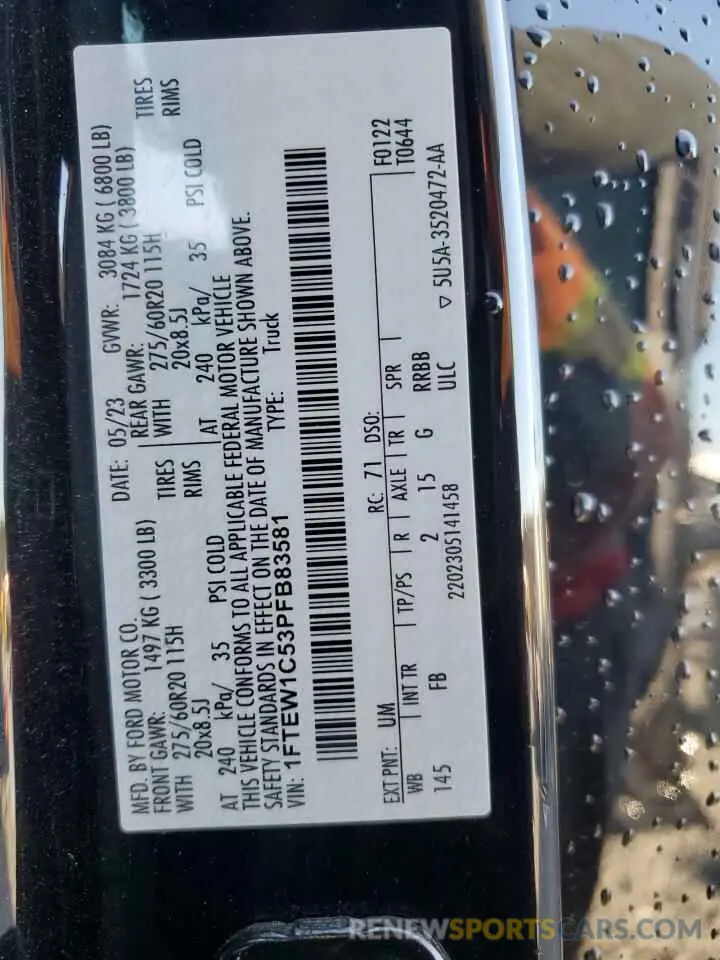 MFD. BY FORD MOTOR CO.
DATE: 05/23 GVWR: 3084 KG ( 6800 LB)
FRONT GAWR: 1497 KG ( 3300 LB) REAR GAWR: 1724 KG ( 3800 LB)
WITH 275/60R20 115H TIRES WITH 275/60R20 115H TIRES
20x8.5J RIMS 20x8.5J RIMS
AT 240 kPa/ 35 PSI COLD AT 240 kPa/ 35 PSI COLD
THIS VEHICLE CONFORMS TO ALL APPLICABLE FEDERAL MOTOR VEHICLE
SAFETY STANDARDS IN EFFECT ON THE DATE OF MANUFACTURE SHOWN ABOVE.
VIN: 1FTEW1C53PFB83581 TYPE: Truck
F0122
T0644
EXT PNT: UM RC: 71 DSO:
WB INT TR TP/PS R AXLE TR SPR
145 FB 2 15 G RRBB
ULC
2202305141458 ▽ 5U5A-3520472-AA
RENEWSPORTSCARS.COM